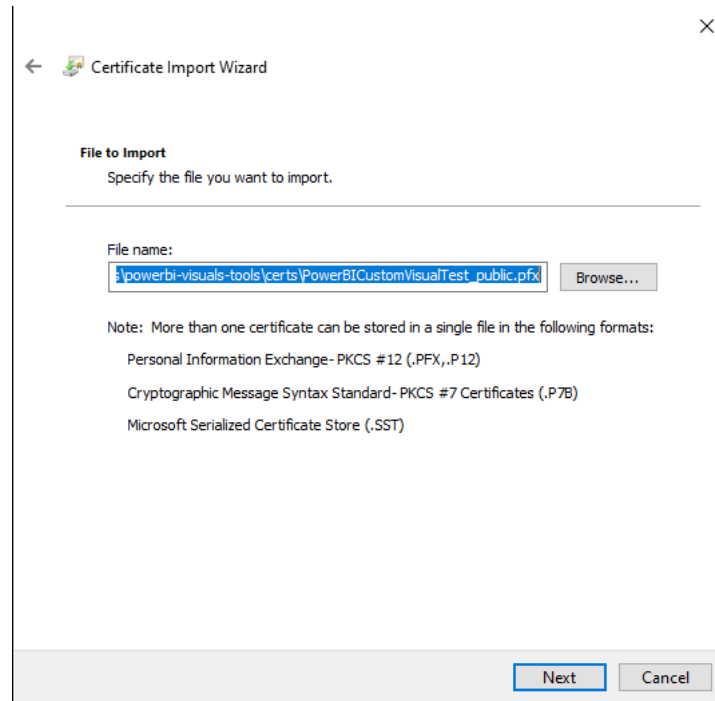 Certificate Import Wizard
File to Import
Specify the file you want to import.
File name:
s\powerbi-visuals-tools\certs\PowerBICustomVisualTest_public.pfx
Browse...
Note: More than one certificate can be stored in a single file in the following formats:
Personal Information Exchange- PKCS #12 (.PFX,.P12)
Cryptographic Message Syntax Standard- PKCS #7 Certificates (.P7B)
Microsoft Serialized Certificate Store (.SST)
Next
Cancel